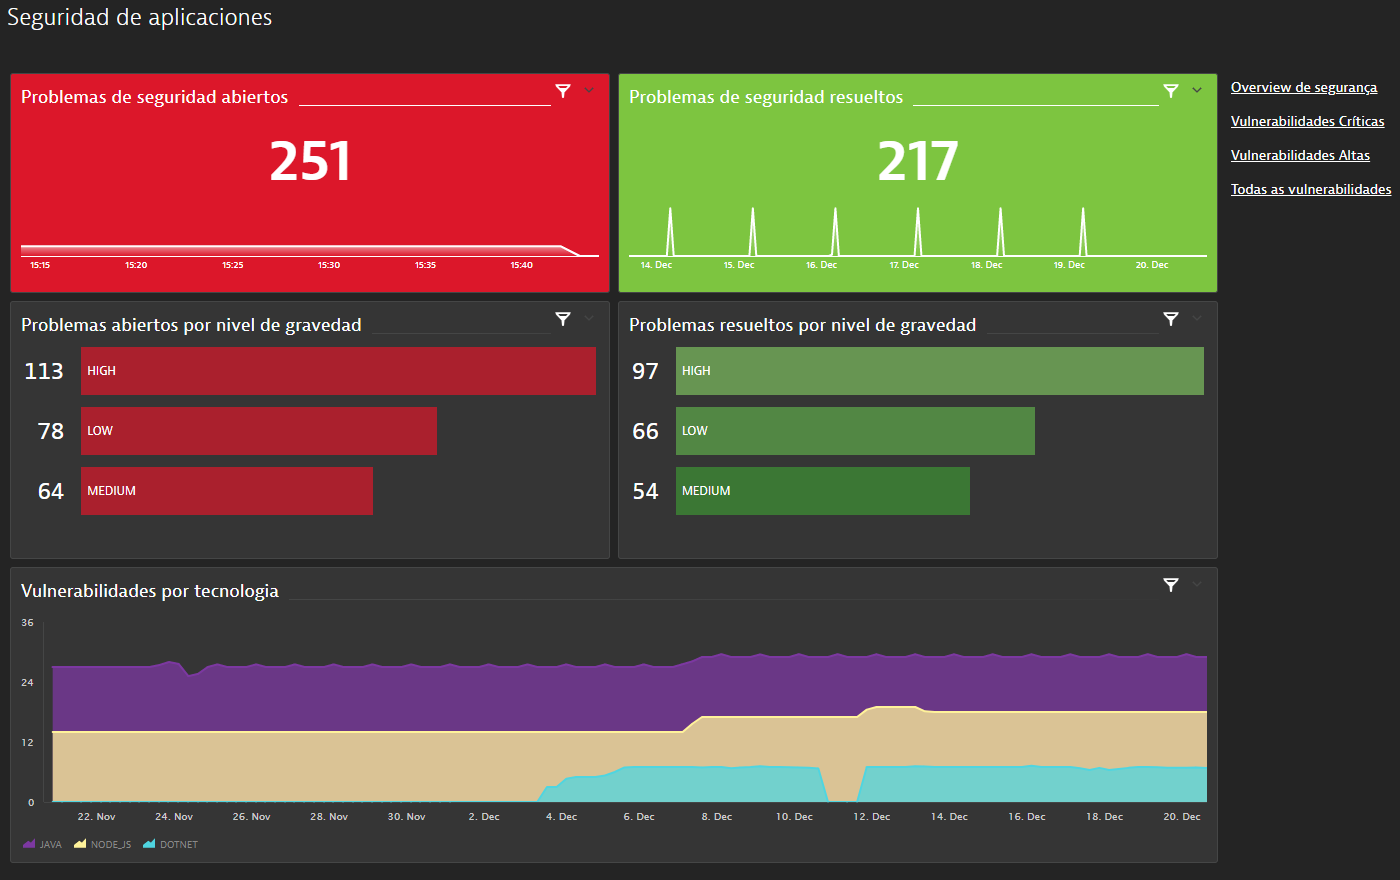 Seguridad de aplicaciones
Problemas de seguridad abiertos
251
15:15 15:20 15:25 15:30 15:35 15:40
Problemas de seguridad resueltos
217
14. Dec 15. Dec 16. Dec 17. Dec 18. Dec 19. Dec 20. Dec
Overview de segurança
Vulnerabilidades Críticas
Vulnerabilidades Altas
Todas as vulnerabilidades
Problemas abiertos por nivel de gravedad
113 HIGH
78 LOW
64 MEDIUM
Problemas resueltos por nivel de gravedad
97 HIGH
66 LOW
54 MEDIUM
Vulnerabilidades por tecnologia
36
24
12
0
22. Nov 24. Nov 26. Nov 28. Nov 30. Nov 2. Dec 4. Dec 6. Dec 8. Dec 10. Dec 12. Dec 14. Dec 16. Dec 18. Dec 20. Dec
JAVA NODE_JS DOTNET